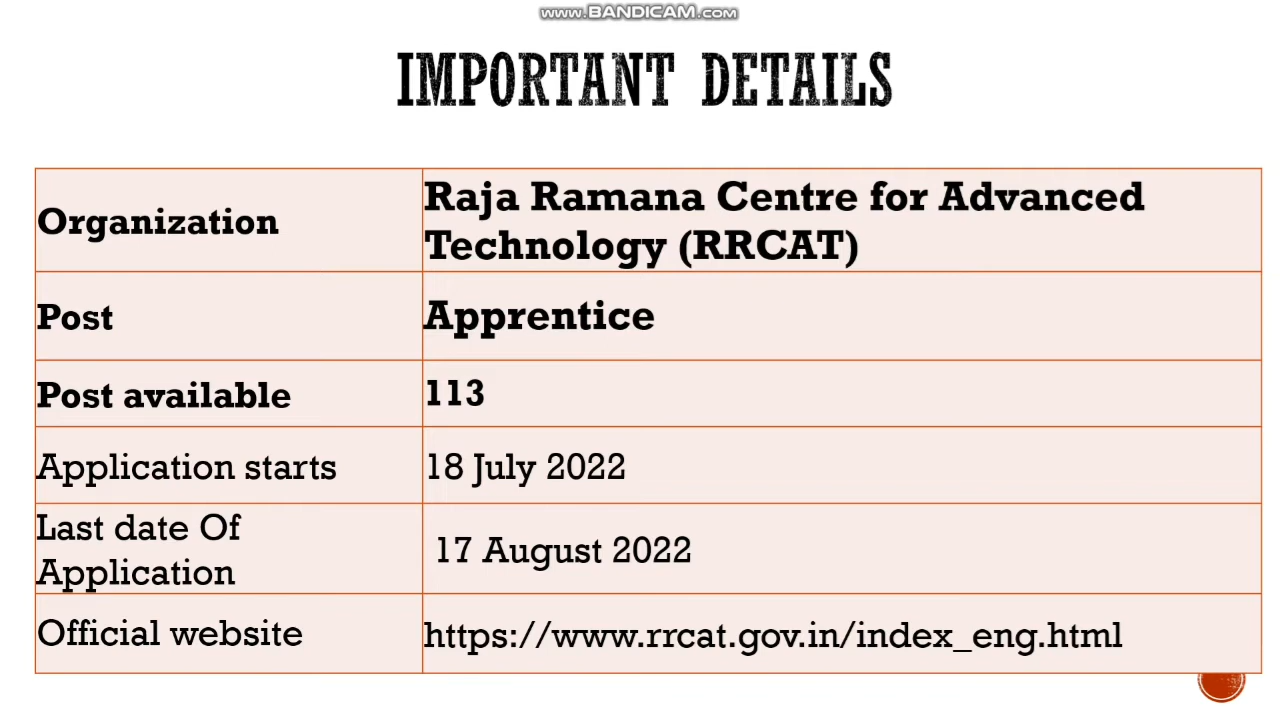 www.BANDICAM.com
IMPORTANT DETAILS
Organization
Raja Ramana Centre for Advanced
Technology (RRCAT)
Post
Apprentice
Post available
113
Application starts
18 July 2022
Last date Of
Application
17 August 2022
Official website
https://www.rrcat.gov.in/index_eng.html